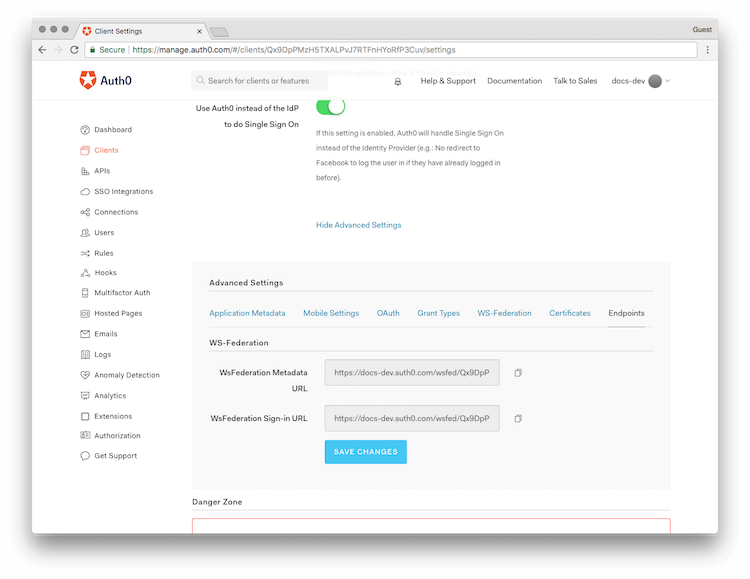 Client Settings
Guest
Secure
https://manage.auth0.com/#/clients/Qx9DpPMzH5TXALPvJ7RTFnHYoRfP3Cuv/settings
Auth0
Search for clients or features
Help & Support
Documentation
Talk to Sales
docs-dev
Dashboard
Clients
APIs
SSO Integrations
Connections
Users
Rules
Hooks
Multifactor Auth
Hosted Pages
Emails
Logs
Anomaly Detection
Analytics
Extensions
Authorization
Get Support
Use Auth0 instead of the IdP
to do Single Sign On
If this setting is enabled, Auth0 will handle Single Sign On
instead of the Identity Provider (e.g.: No redirect to
Facebook to log the user in if they have already logged in
before).
Hide Advanced Settings
Advanced Settings
Application Metadata
Mobile Settings
OAuth
Grant Types
WS-Federation
Certificates
Endpoints
WS-Federation
WsFederation Metadata
URL
https://docs-dev.auth0.com/wsfed/Qx9DpP
WsFederation Sign-in URL
https://docs-dev.auth0.com/wsfed/Qx9DpP
SAVE CHANGES
Danger Zone